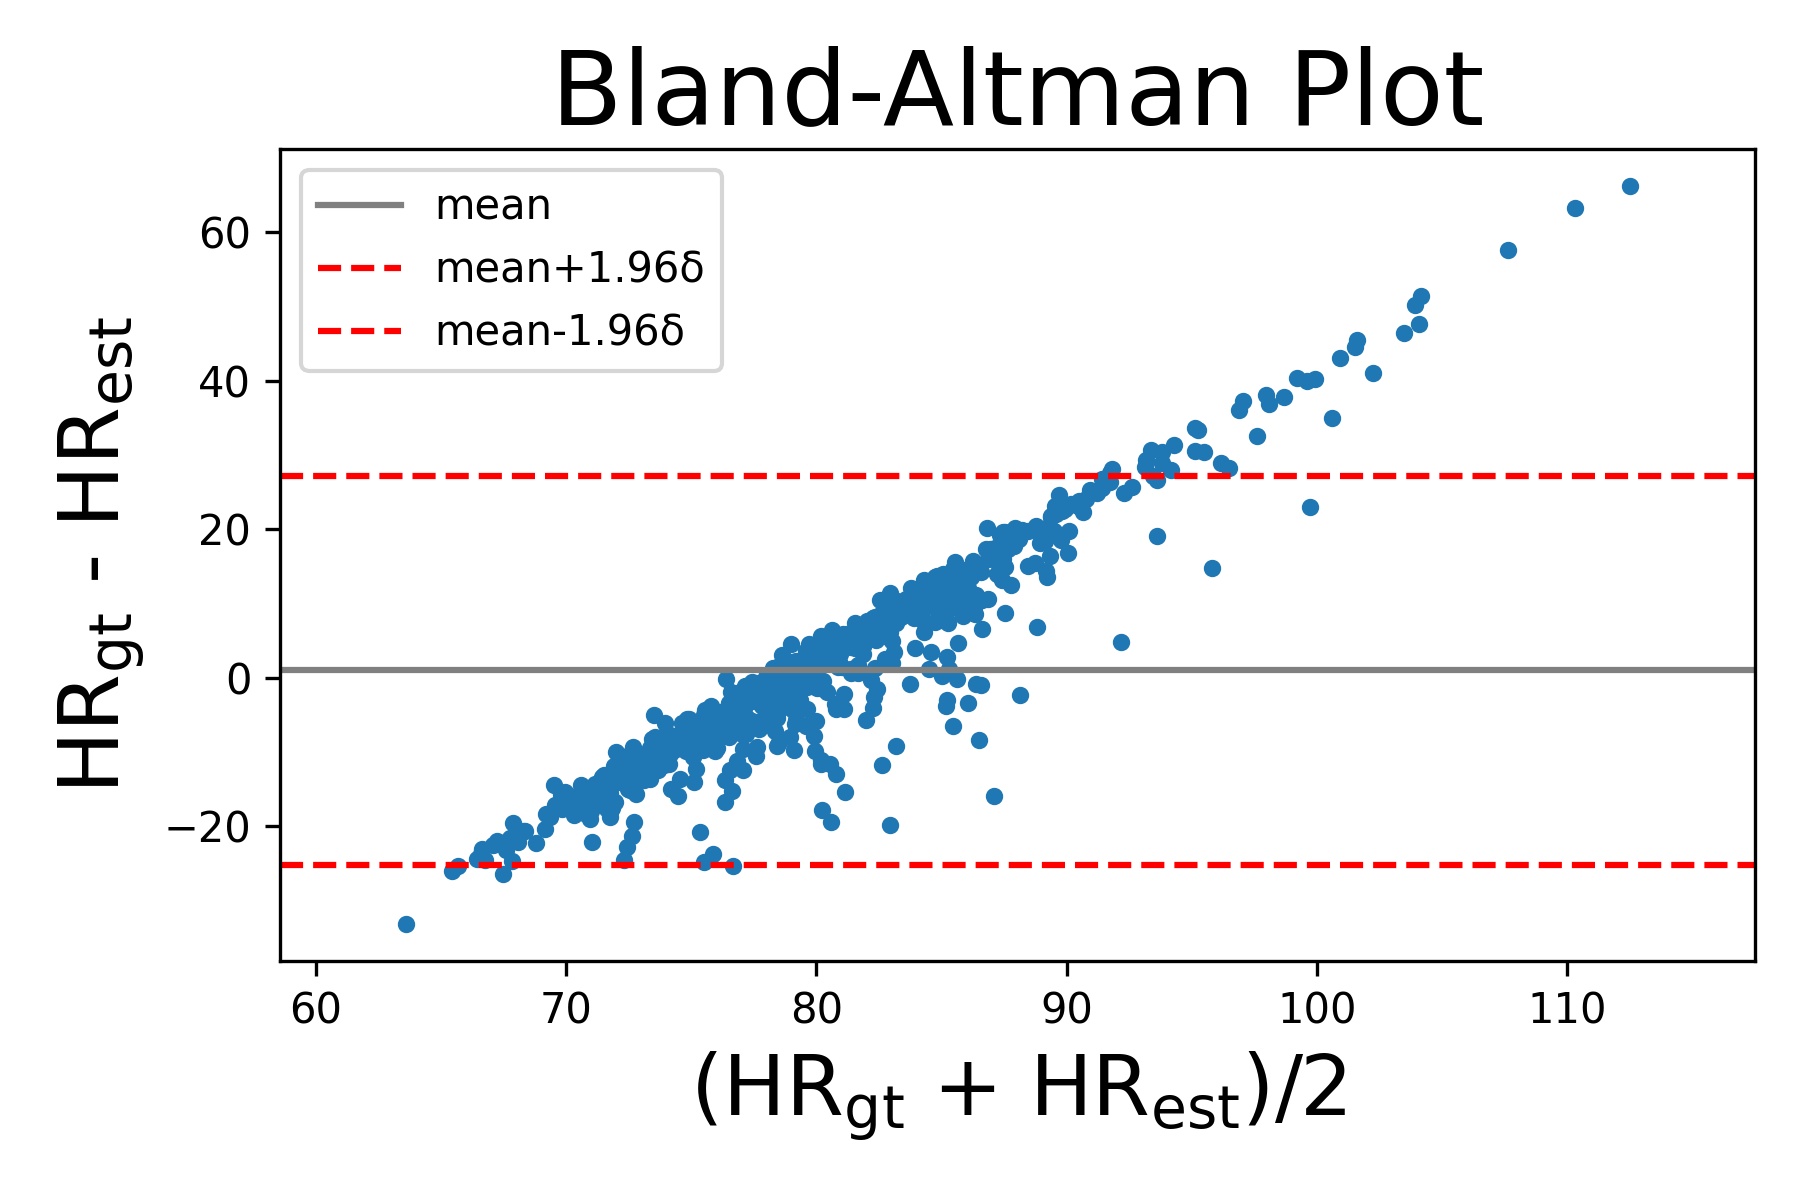 Bland-Altman Plot
mean
mean+1.96δ
mean-1.96δ
HRgt - HRest
60
40
20
0
−20
60 70 80 90 100 110
(HRgt + HRest)/2